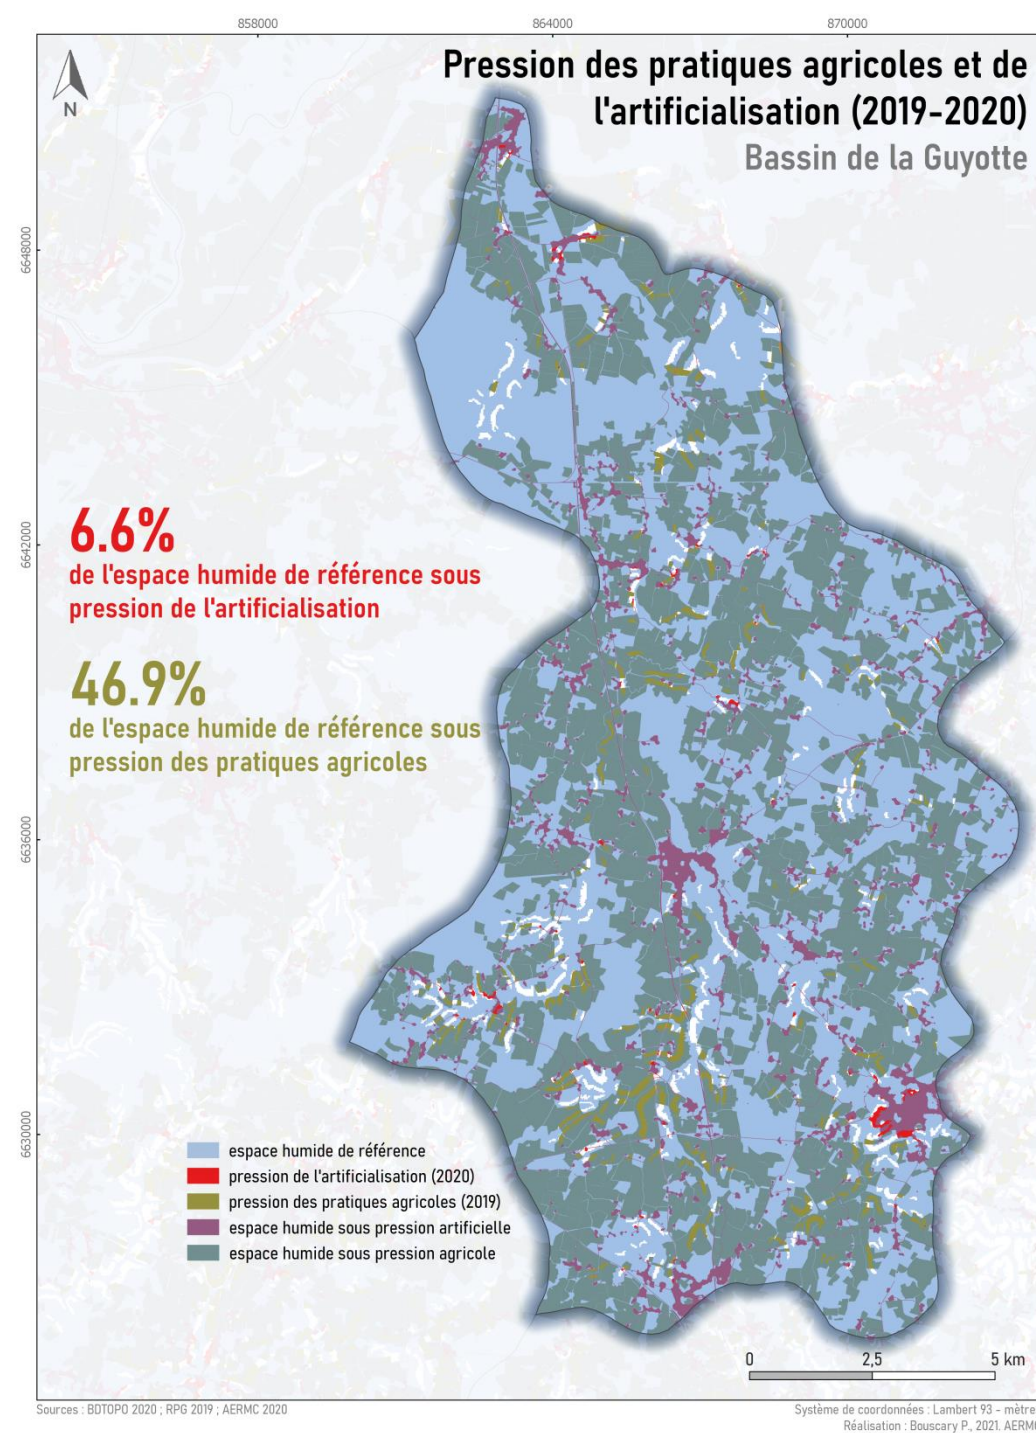 858000
864000
870000
N
Pression des pratiques agricoles et de
l'artificialisation (2019-2020)
Bassin de la Guyotte
6648000
6642000
6636000
6630000
6.6%
de l'espace humide de référence sous
pression de l'artificialisation
46.9%
de l'espace humide de référence sous
pression des pratiques agricoles
espace humide de référence
pression de l'artificialisation (2020)
pression des pratiques agricoles (2019)
espace humide sous pression artificielle
espace humide sous pression agricole
0 2,5 5 km
Sources : BDTOPO 2020 ; RPG 2019 ; AERMC 2020
Système de coordonnées : Lambert 93 - mètre
Réalisation : Bouscary P., 2021. AERMC